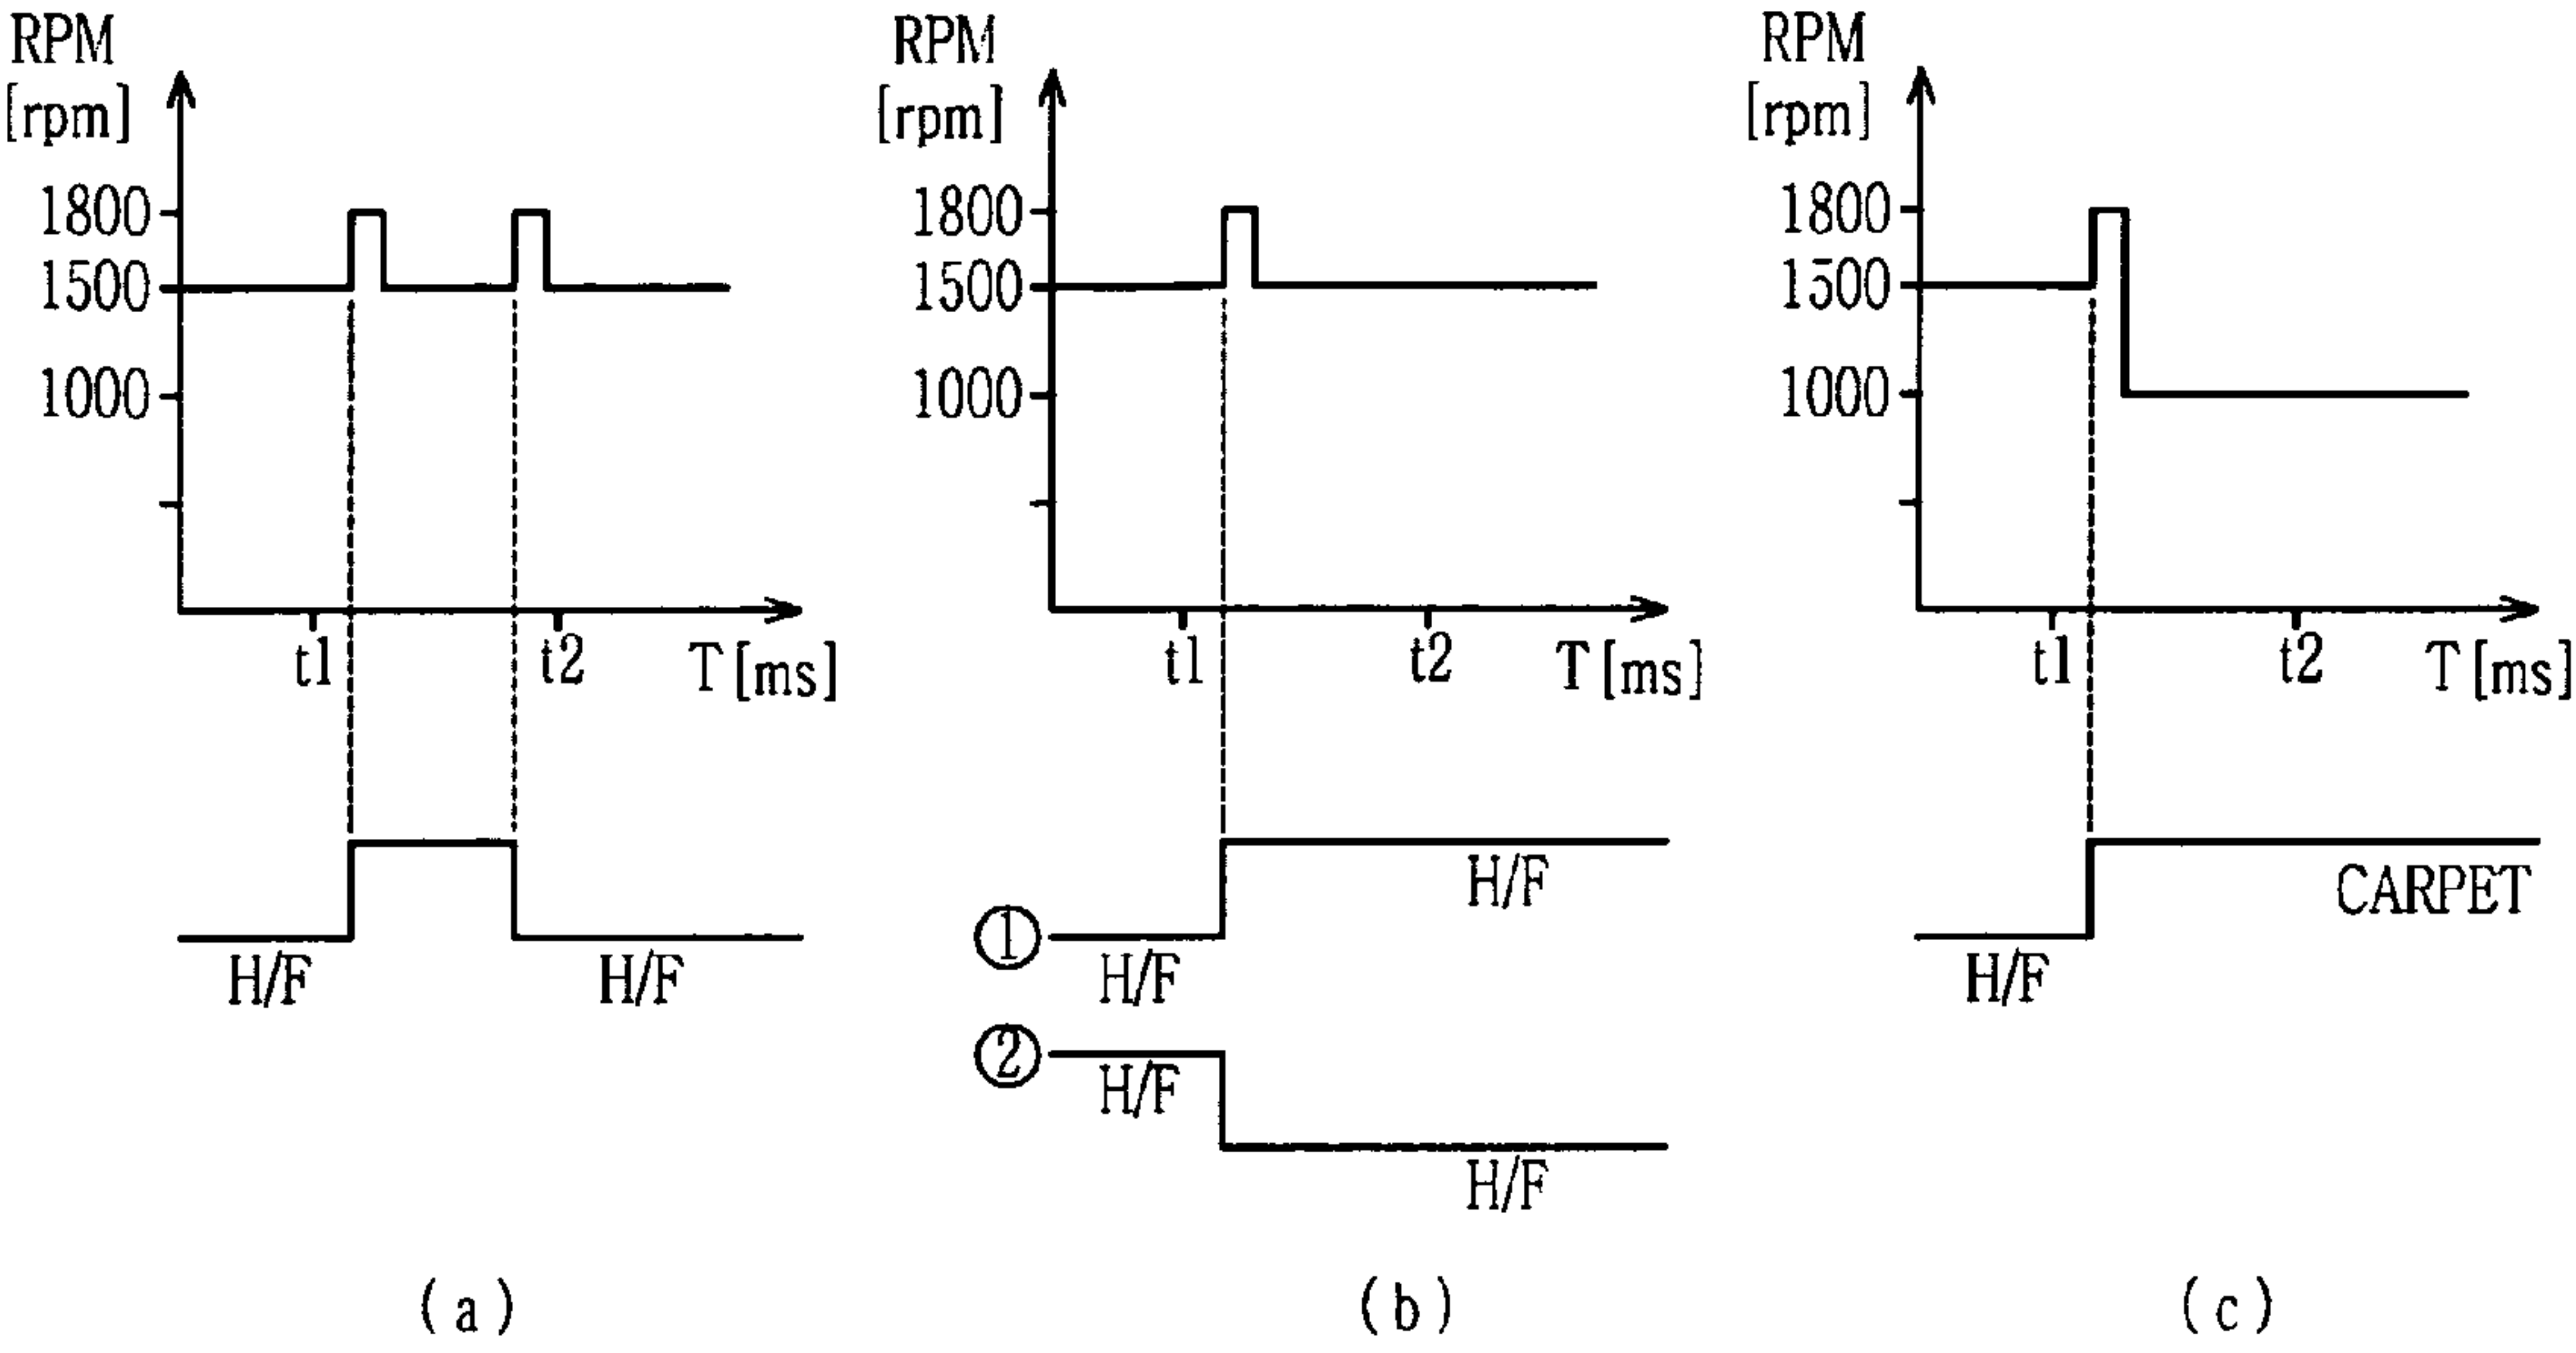 RPM
[rpm]
1800
1500
1000
t1
t2
T[ms]
H/F
H/F
(a)
RPM
[rpm]
1800
1500
1000
t1
t2
T[ms]
①
H/F
H/F
②
H/F
H/F
(b)
RPM
[rpm]
1800
1500
1000
t1
t2
T[ms]
H/F
CARPET
(c)